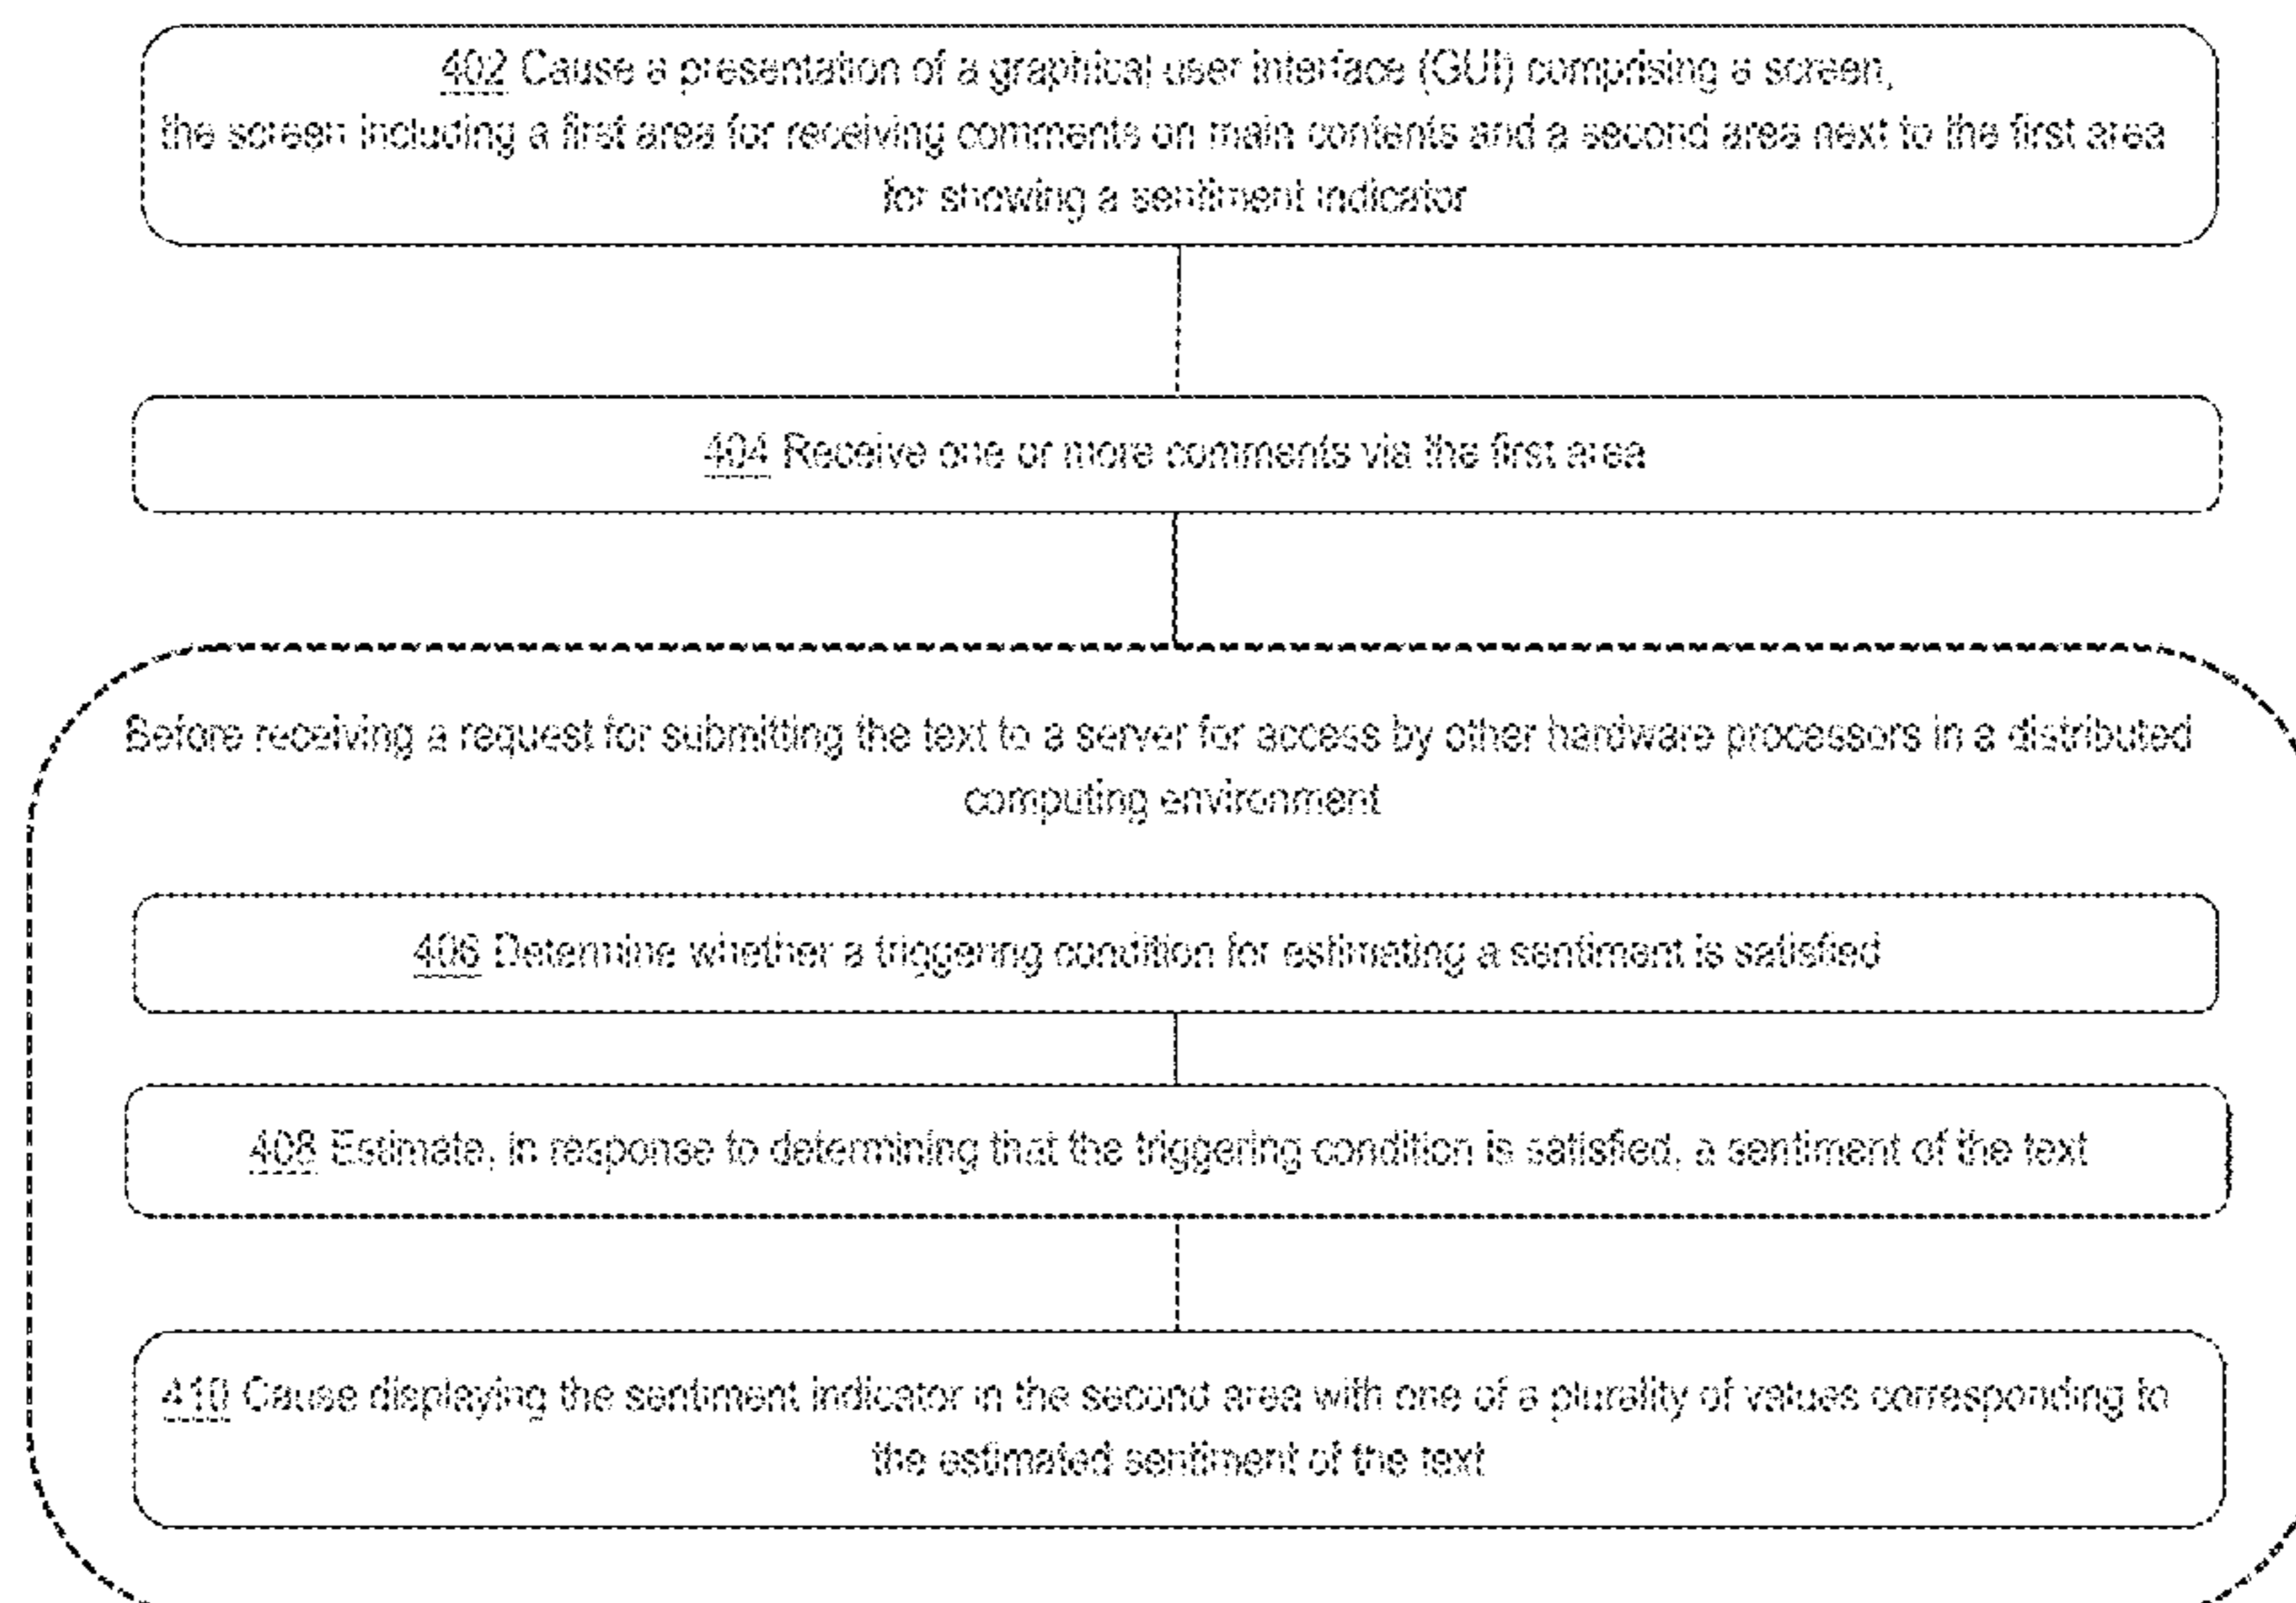 402 Cause a presentation of a graphical user interface (GUI) comprising a screen,
the screen including a first area for receiving comments on main contents and a second area next to the first area
for showing a sentiment indicator
404 Receive one or more comments via the first area
Before receiving a request for submitting the text to a server for access by other hardware processors in a distributed
computing environment
406 Determine whether a triggering condition for estimating a sentiment is satisfied
408 Estimate, in response to determining that the triggering condition is satisfied, a sentiment of the text
410 Cause displaying the sentiment indicator in the second area with one of a plurality of values corresponding to
the estimated sentiment of the text